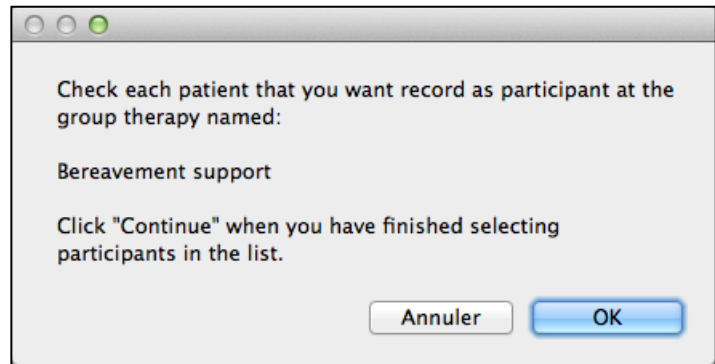 Check each patient that you want record as participant at the
group therapy named:
Bereavement support
Click "Continue" when you have finished selecting
participants in the list.
Annuler
OK